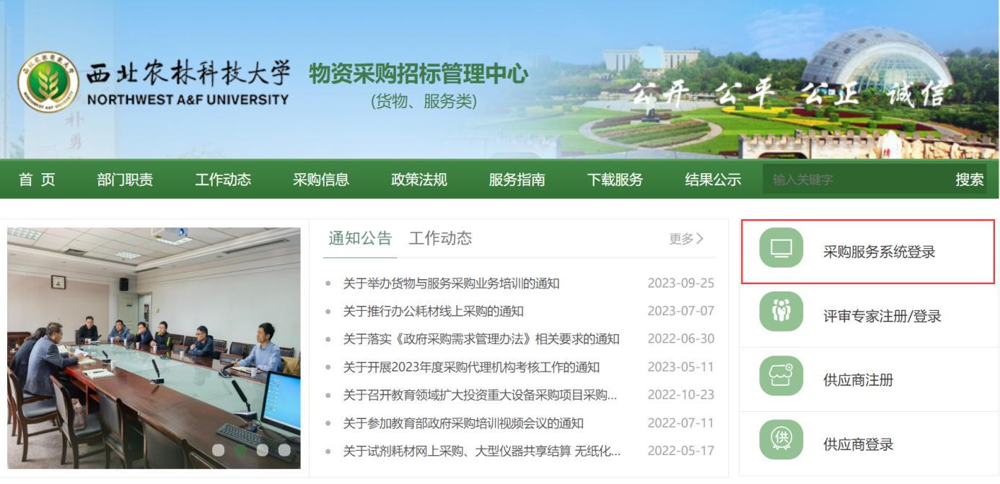 西北农林科技大学
NORTHWEST A&F UNIVERSITY
物资采购招标管理中心
(货物、服务类)
公开 公平 公正 诚信
首 页 部门职责 工作动态 采购信息 政策法规 服务指南 下载服务 结果公示 输入关键字 搜索
通知公告 工作动态 更多
关于举办货物与服务采购业务培训的通知 2023-09-25
关于推行办公耗材线上采购的通知 2023-07-07
关于落实《政府采购需求管理办法》相关要求的通知 2022-06-30
关于开展2023年度采购代理机构考核工作的通知 2023-05-11
关于召开教育领域扩大投资重大设备采购项目采购... 2022-10-23
关于参加教育部政府采购培训视频会议的通知 2022-07-11
关于试剂耗材网上采购、大型仪器共享结算 无纸化... 2022-05-17
采购服务系统登录
评审专家注册/登录
供应商注册
供
供应商登录